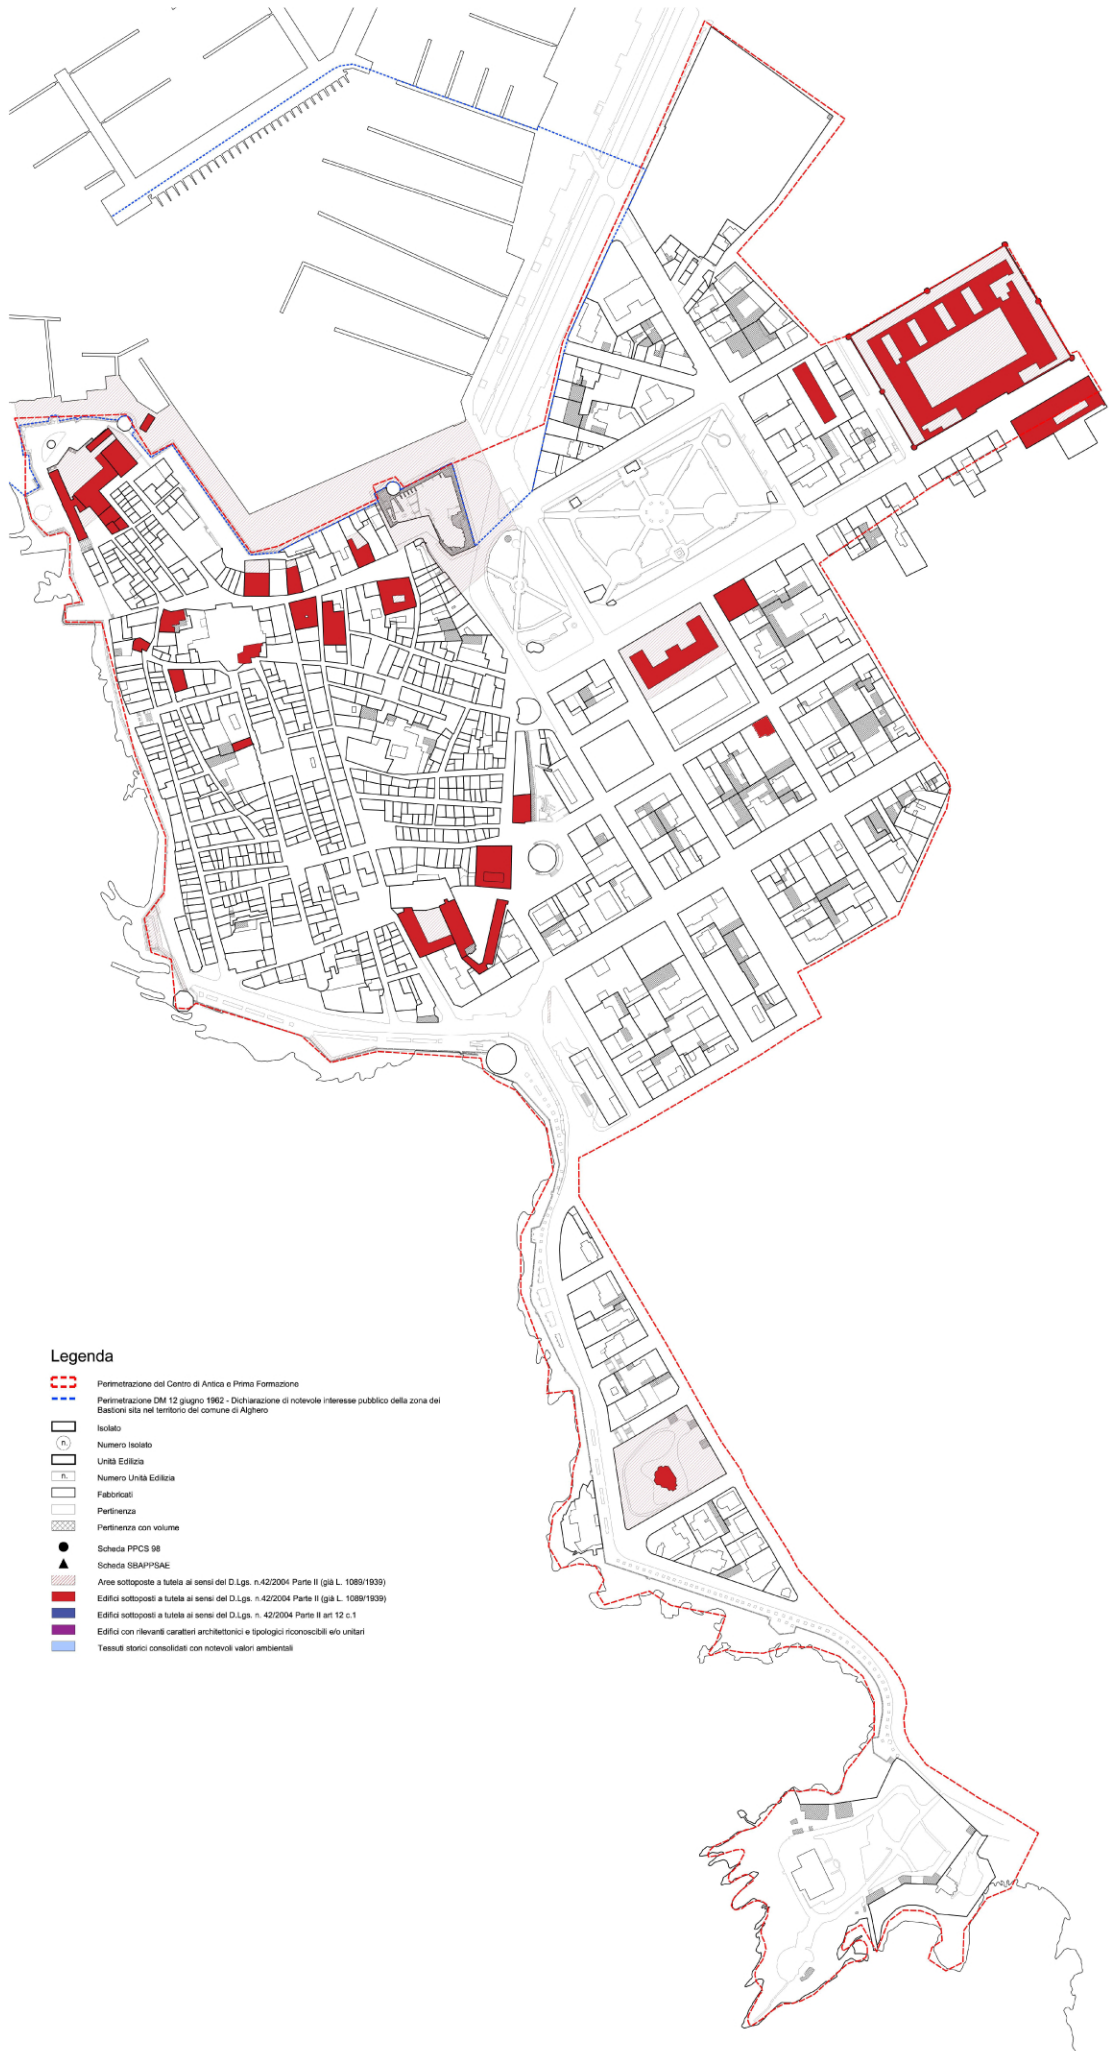 Legenda
Perimetrazione del Centro di Antica e Prima Formazione
Perimetrazione DM 12 giugno 1962 - Dichiarazione di notevole interesse pubblico della zona dei
Bastioni sita nel territorio del comune di Alghero
Isolato
n. Numero Isolato
Unità Edilizia
n. Numero Unità Edilizia
Fabbricati
Pertinenza
Pertinenza con volume
Scheda PPCS 98
Scheda SBAPPSAE
Aree sottoposte a tutela ai sensi del D.Lgs. n.42/2004 Parte II (già L. 1089/1939)
Edifici sottoposti a tutela ai sensi del D.Lgs. n.42/2004 Parte II (già L. 1089/1939)
Edifici sottoposti a tutela ai sensi del D.Lgs. n. 42/2004 Parte II art 12 c.1
Edifici con rilevanti caratteri architettonici e tipologici riconoscibili e/o unitari
Tessuti storici consolidati con notevoli valori ambientali